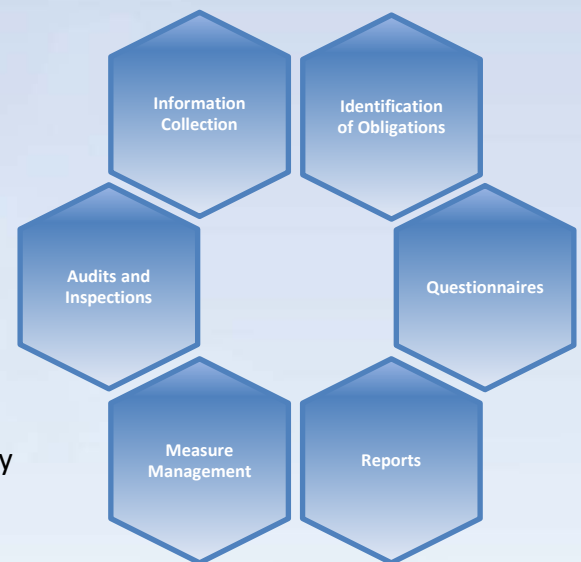 Information
Collection
Identification
of Obligations
Audits and
Inspections
Questionnaires
Measure
Management
Reports
y